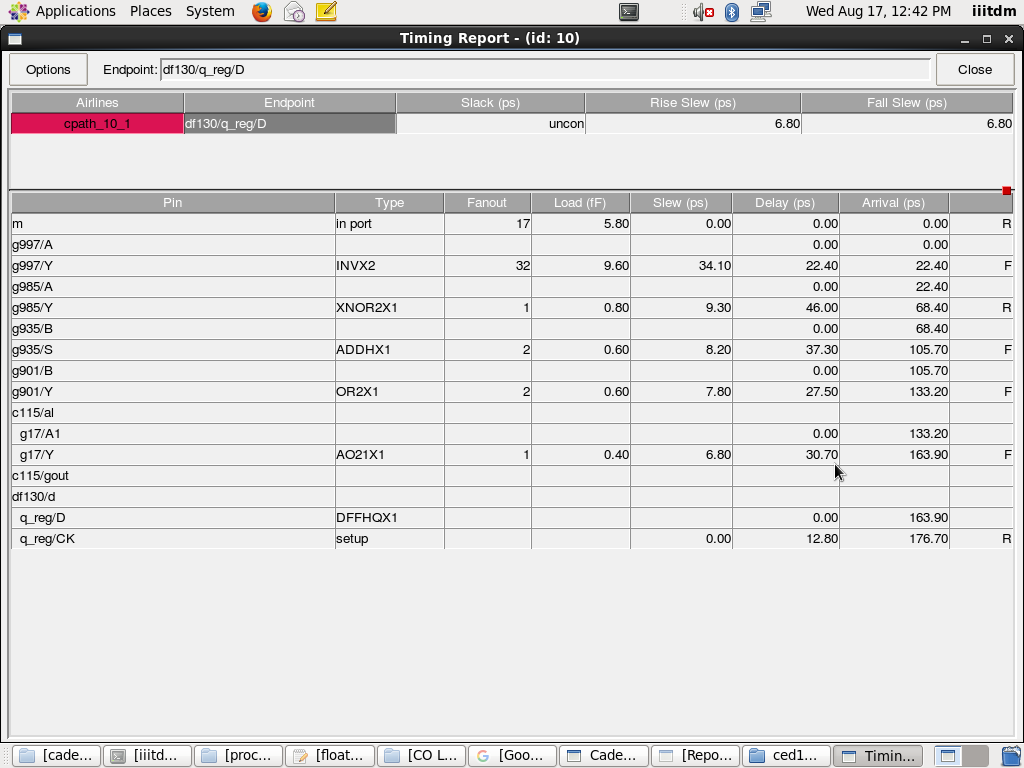 Applications Places System Wed Aug 17, 12:42 PM iiitdm
Timing Report - (id: 10)
Options Endpoint: df130/q_reg/D Close
Airlines Endpoint Slack (ps) Rise Slew (ps) Fall Slew (ps)
cpath_10_1 df130/q_reg/D uncon 6.80 6.80
Pin Type Fanout Load (fF) Slew (ps) Delay (ps) Arrival (ps)
m in port 17 5.80 0.00 0.00 0.00 R
g997/A 0.00 0.00
g997/Y INVX2 32 9.60 34.10 22.40 22.40 F
g985/A 0.00 22.40
g985/Y XNOR2X1 1 0.80 9.30 46.00 68.40 R
g935/B 0.00 68.40
g935/S ADDHX1 2 0.60 8.20 37.30 105.70 F
g901/B 0.00 105.70
g901/Y OR2X1 2 0.60 7.80 27.50 133.20 F
c115/al
g17/A1 0.00 133.20
g17/Y AO21X1 1 0.40 6.80 30.70 163.90 F
c115/gout
df130/d
q_reg/D DFFHQX1 0.00 163.90
q_reg/CK setup 0.00 12.80 176.70 R
[cade... [iiitd... [proc... [float... [CO L... [Goo... Cade... [Repo... ced1... Timin...